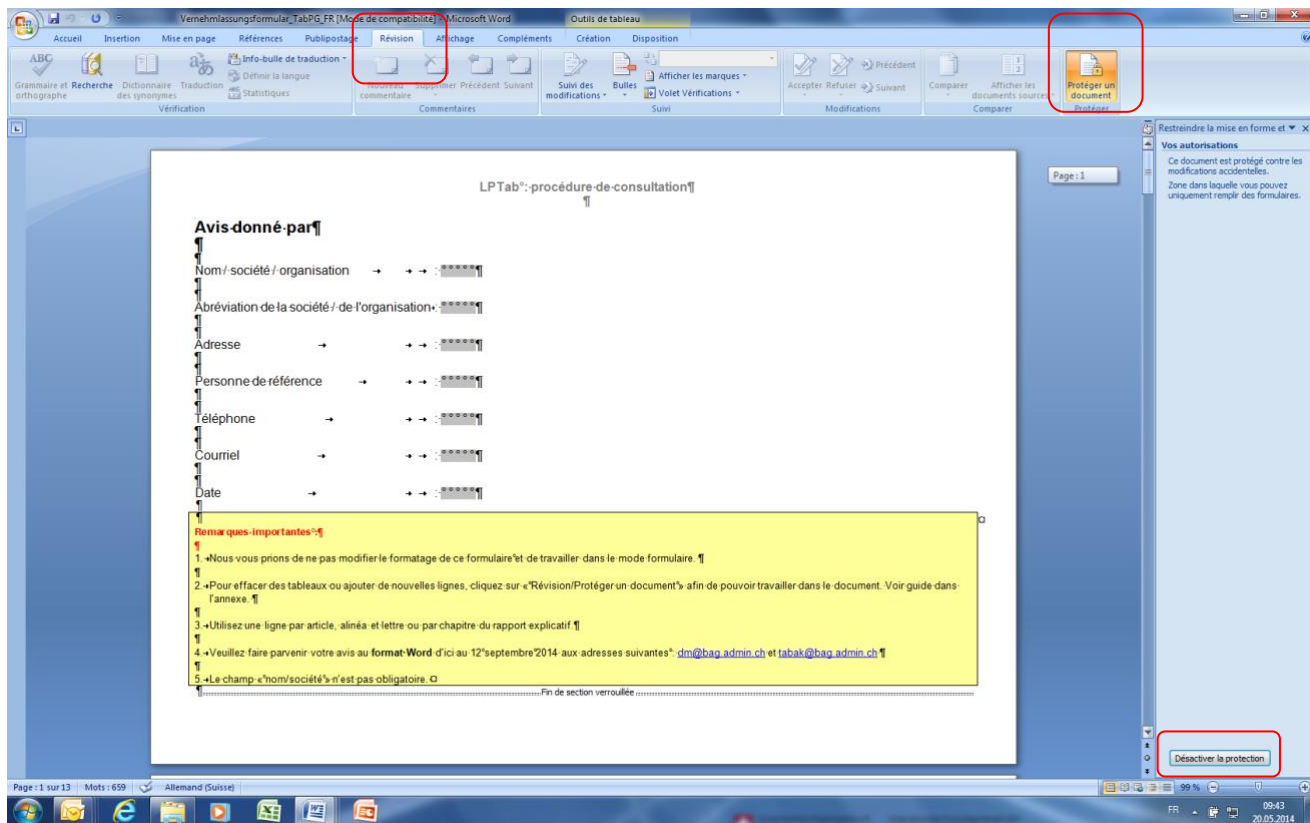 Vernehmlassungsformular_TabPG_FR [Mode de compatibilité] - Microsoft Word
Outils de tableau
Accueil Insertion Mise en page Références Publipostage Révision Affichage Compléments Création Disposition
ABC
Grammaire et orthographe
Recherche
Dictionnaire des synonymes
Traduction
Info-bulle de traduction
Définir la langue
Statistiques
Vérification
Nouveau commentaire
Supprimer
Précédent
Suivant
Commentaires
Suivi des modifications
Bulles
Afficher les marques
Volet Vérifications
Suivi
Accepter
Refuser
Précédent
Suivant
Modifications
Comparer
Afficher les documents sources
Comparer
Protéger un document
Protéger
L
LPTab°:·procédure·de·consultation¶
¶
Avis·donné·par¶
¶
¶
Nom·/·société·/·organisation → → → :·°°°°°¶
¶
¶
Abréviation·de·la·société·/·de·l'organisation→:·°°°°°¶
¶
¶
Adresse → → → :·°°°°°¶
¶
¶
Personne·de·référence → → → :·°°°°°¶
¶
¶
Téléphone → → → :·°°°°°¶
¶
¶
Courriel → → → :·°°°°°¶
¶
¶
Date → → → :·°°°°°¶
¶
¶
Remarques·importantes°:¶
¶
1.→Nous·vous·prions·de·ne·pas·modifier·le·formatage·de·ce·formulaire°et·de·travailler·dans·le·mode·formulaire.·¶
¶
2.→Pour·effacer·des·tableaux·ou·ajouter·de·nouvelles·lignes,·cliquez·sur·«°Révision/Protéger·un·document°»·afin·de·pouvoir·travailler·dans·le·document.·Voir·guide·dans·
l'annexe.·¶
¶
3.→Utilisez·une·ligne·par·article,·alinéa·et·lettre·ou·par·chapitre·du·rapport·explicatif.¶
¶
4.→Veuillez·faire·parvenir·votre·avis·au·format·Word·d'ici·au·12°septembre°2014·aux·adresses·suivantes°:·dm@bag.admin.ch·et·tabak@bag.admin.ch·¶
¶
5.→Le·champ·«°nom/société°»·n'est·pas·obligatoire.¤
¤
¶
Fin de section verrouillée
Page : 1
Restreindre la mise en forme et
Vos autorisations
Ce document est protégé contre les
modifications accidentelles.
Zone dans laquelle vous pouvez
uniquement remplir des formulaires.
Désactiver la protection
Page : 1 sur 13 Mots : 659 Allemand (Suisse) 99 %
FR
09:43
20.05.2014